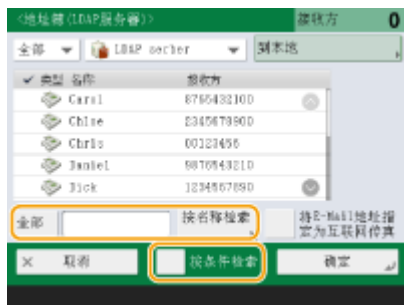 <地址簿(LDAP服务器)> 接收方 0
全部 LDAP secher 到本地
类型 名称 接收方
Carol 8765432100
Chloe 2345678900
Chris 00123456
Daniel 9876543210
Dick 1234567890
全部 按名称检索 将E-Mail地址指
定为互联网传真
取消 按条件检索 确定